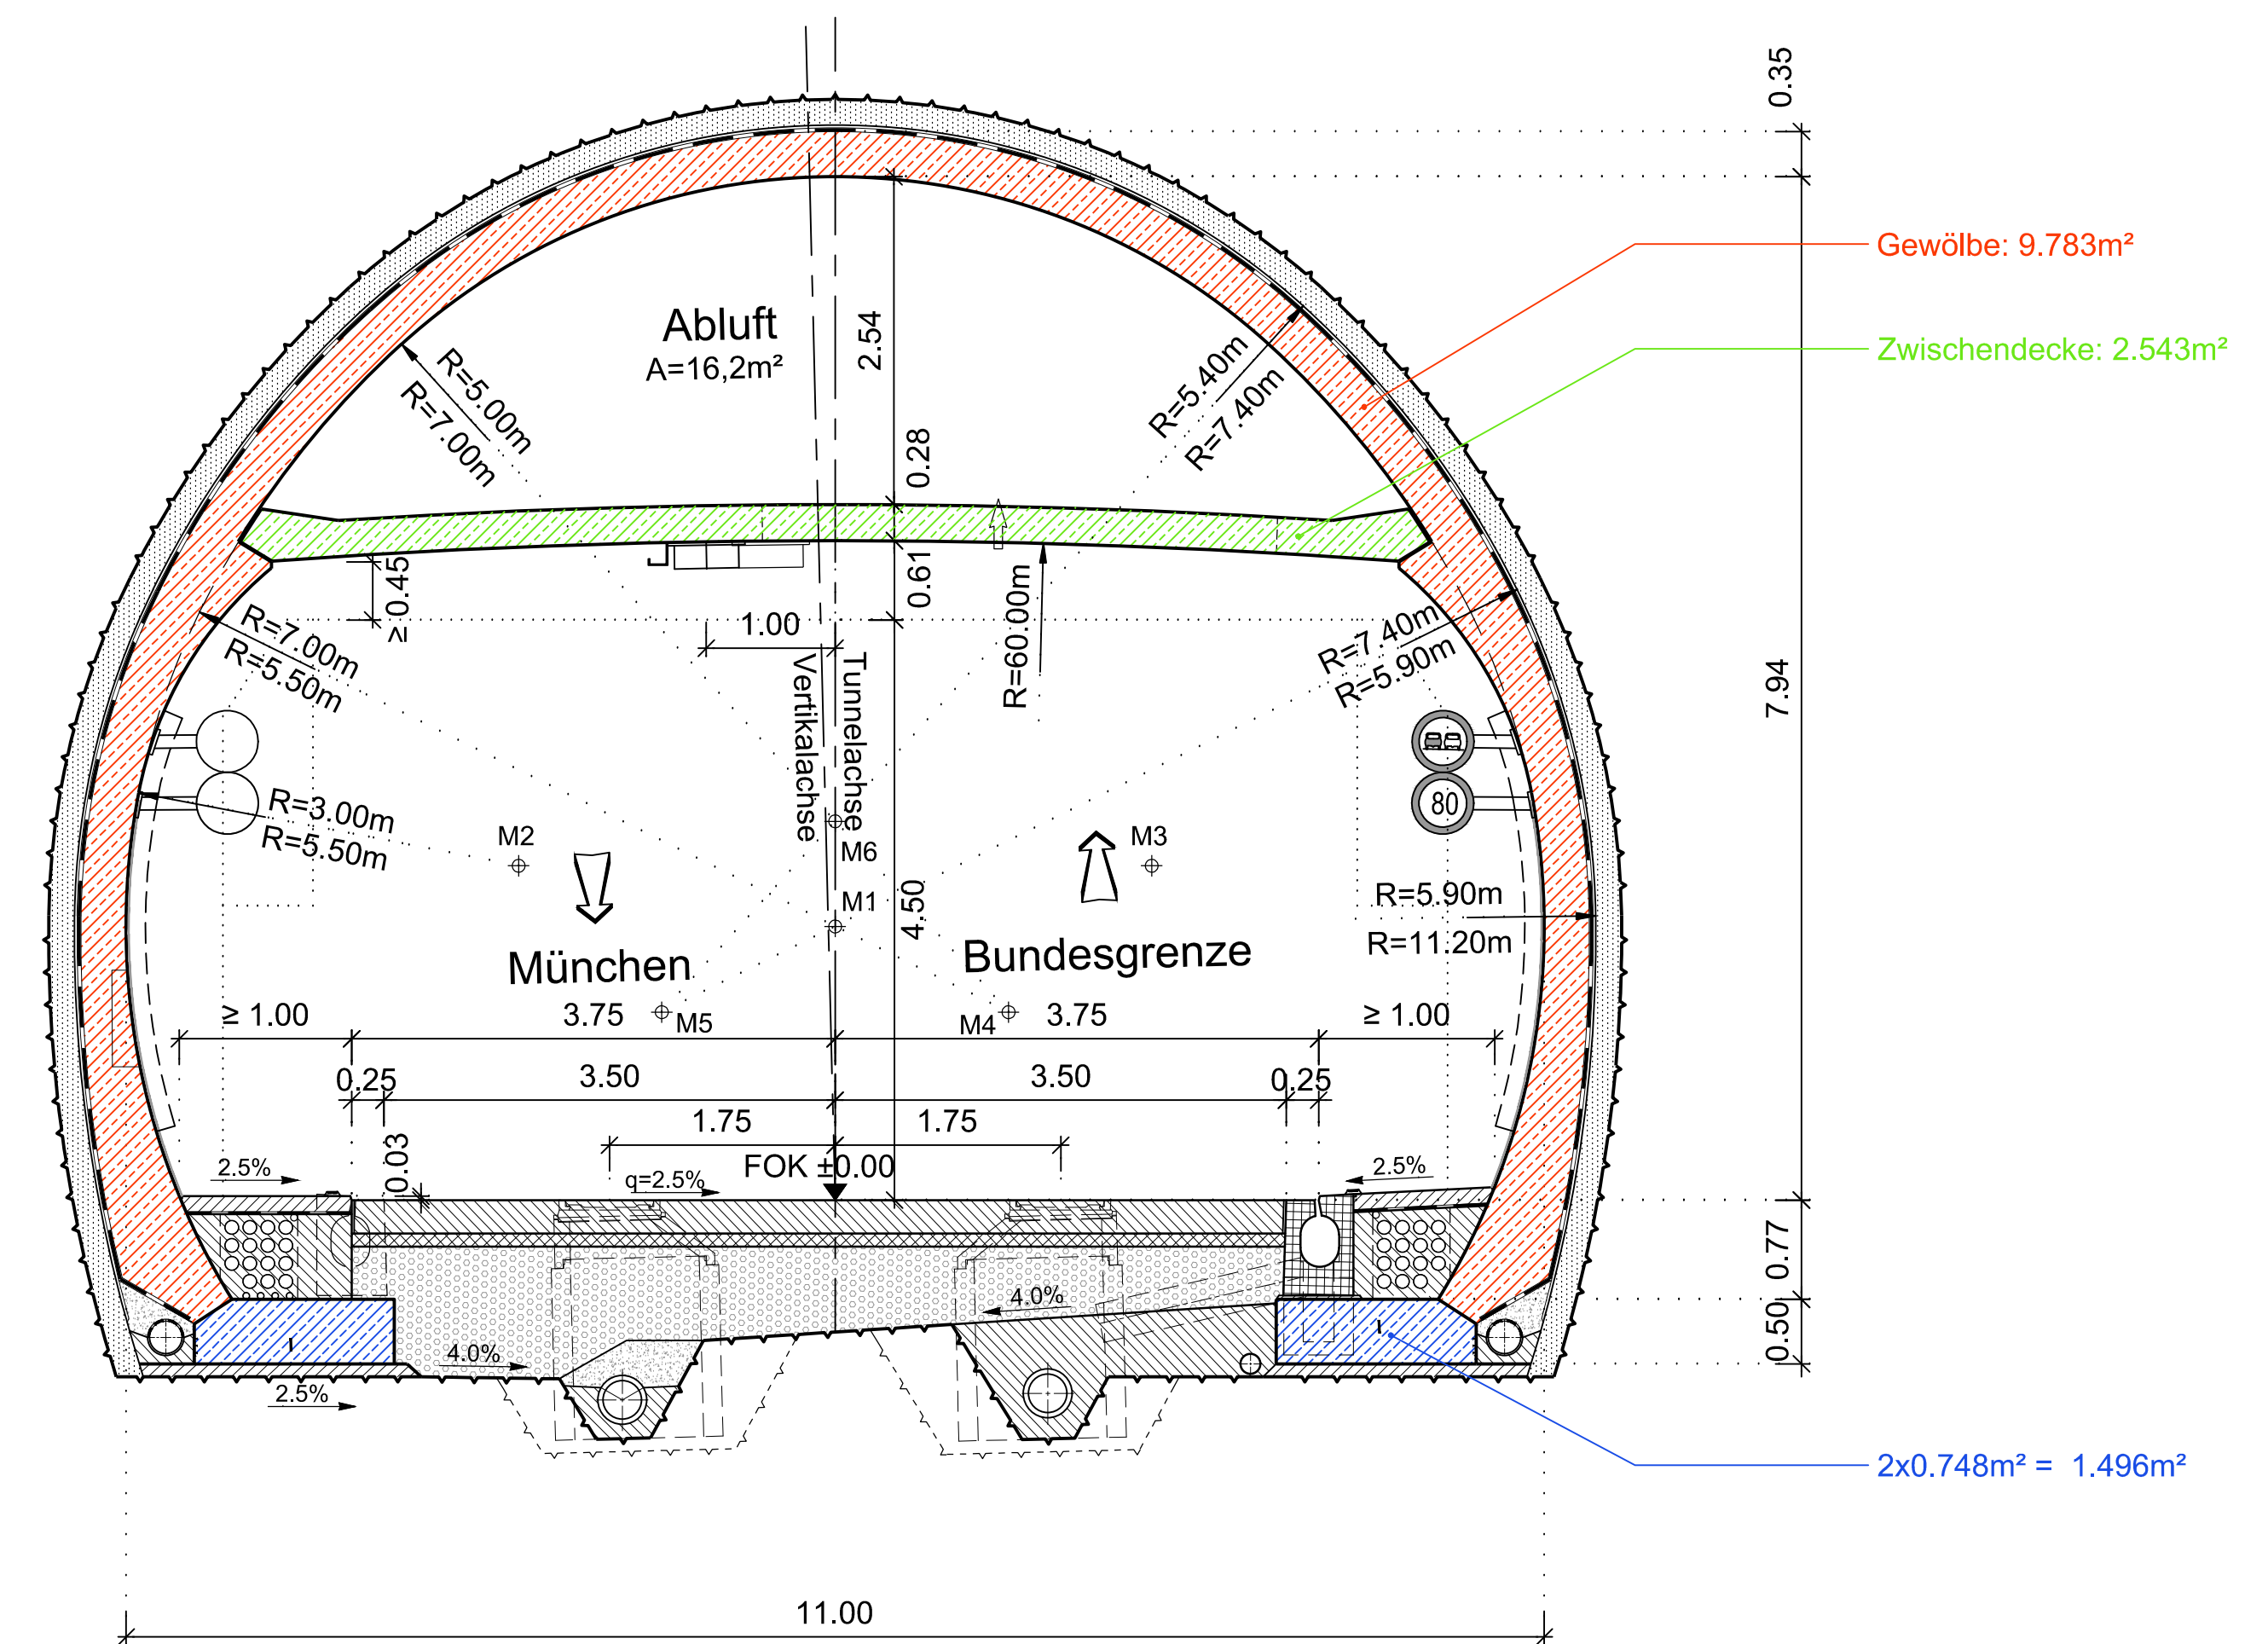 0.35
Gewölbe: 9.783m²
Abluft
A=16,2m²
2.54
R=5.00m
R=7.00m
R=5.40m
R=7.40m
Zwischendecke: 2.543m²
0.28
0.61
≥0.45
R=7.00m
R=5.50m
1.00
R=60.00m
R=7.40m
R=5.90m
7.94
Vertikalachse
Tunnelachse
R=3.00m
R=5.50m
80
M2
M6
M3
M1
4.50
R=5.90m
R=11.20m
München
Bundesgrenze
≥ 1.00
3.75
M5
M4
3.75
≥ 1.00
0.25
3.50
3.50
0.25
1.75
1.75
0.03
2.5%
q=2.5%
FOK ±0.00
2.5%
0.77
4.0%
4.0%
0.50
2.5%
2x0.748m² = 1.496m²
11.00